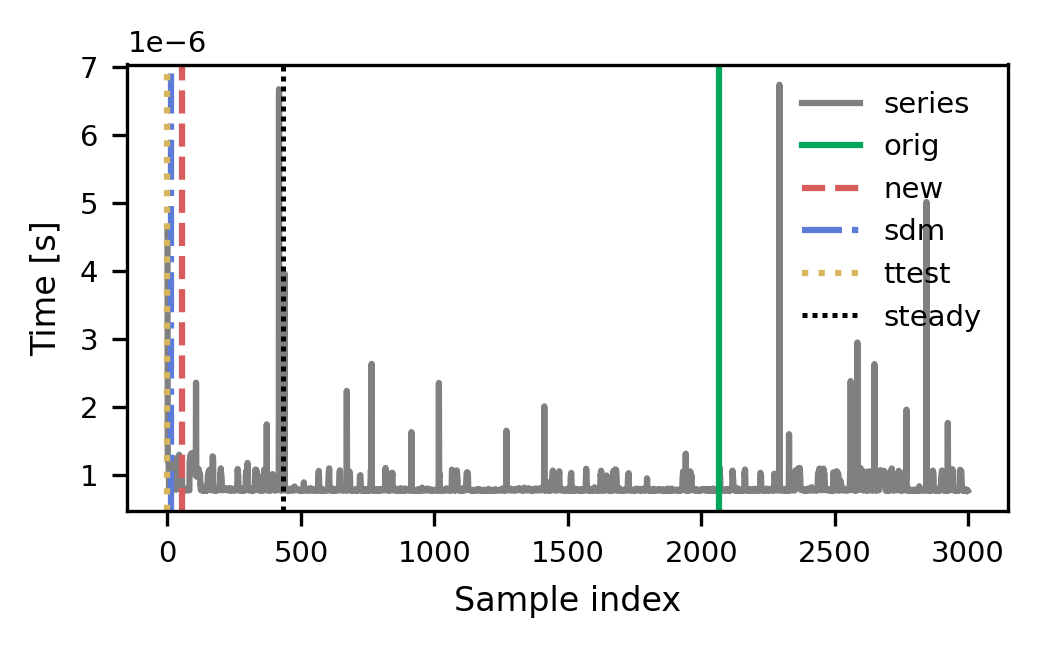 1e−6
7
6
5
4
3
2
1
Time [s]
series
orig
new
sdm
ttest
steady
0 500 1000 1500 2000 2500 3000
Sample index